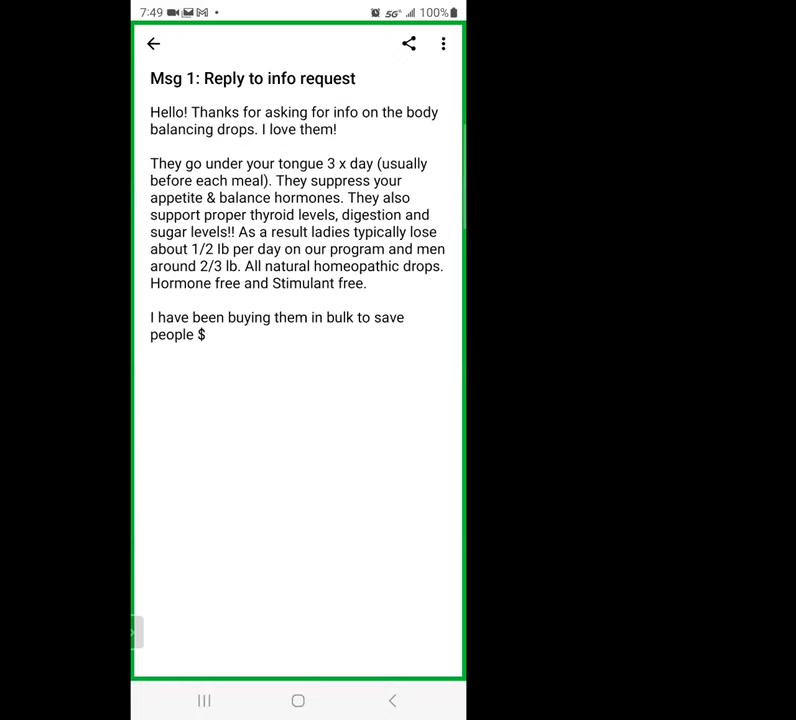 7:49
5G+ 100%
Msg 1: Reply to info request
Hello! Thanks for asking for info on the body
balancing drops. I love them!
They go under your tongue 3 x day (usually
before each meal). They suppress your
appetite & balance hormones. They also
support proper thyroid levels, digestion and
sugar levels!! As a result ladies typically lose
about 1/2 lb per day on our program and men
around 2/3 lb. All natural homeopathic drops.
Hormone free and Stimulant free.
I have been buying them in bulk to save
people $